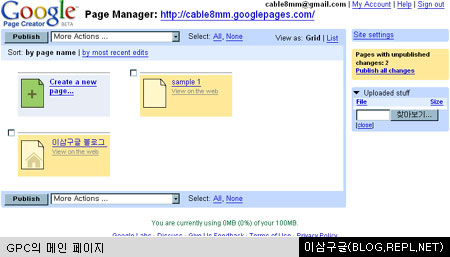 cable8mm@gmail.com | My Account | Help | Sign out
Google
Page Creator BETA
Page Manager: http://cable8mm.googlepages.com/
Publish More Actions ... Select: All, None View as: Grid | List
Sort: by page name | by most recent edits
Create a new page...
sample 1
View on the web
이삼구글 블로그
View on the web
Site settings
Pages with unpublished changes: 2
Publish all changes
Uploaded stuff
File Size
찾아보기...
[close]
Publish More Actions ... Select: All, None
You are currently using 0MB (0%) of your 100MB.
Google Labs - Discuss - Give Us Feedback - Terms of Use - Privacy Policy
GPC의 메인 페이지
이삼구글(BLOG.REPL.NET)